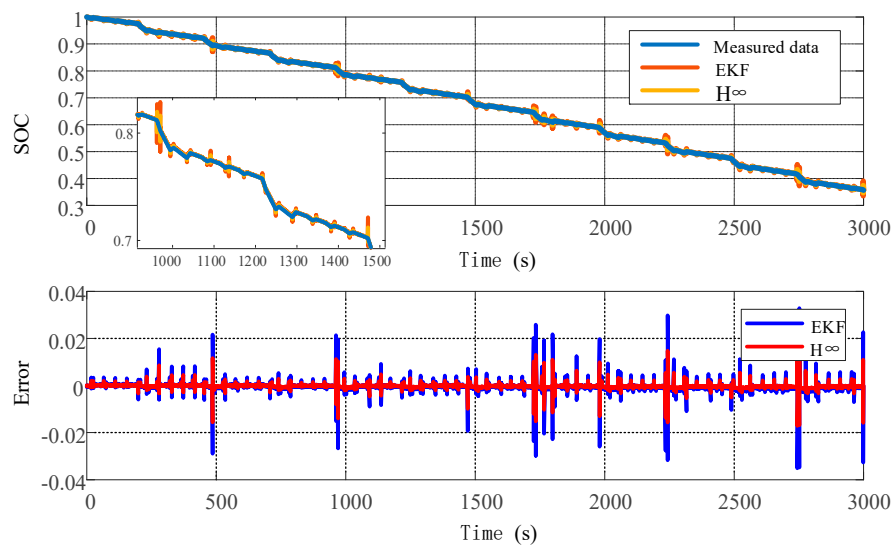 1
0.9
0.8
0.7
0.6
0.5
0.4
0.3
SOC
Measured data
EKF
H∞
0.8
0.7
1000 1100 1200 1300 1400 1500
0 1500 2000 2500 3000
Time (s)
0.04
0.02
0
-0.02
-0.04
Error
EKF
H∞
0 500 1000 1500 2000 2500 3000
Time (s)